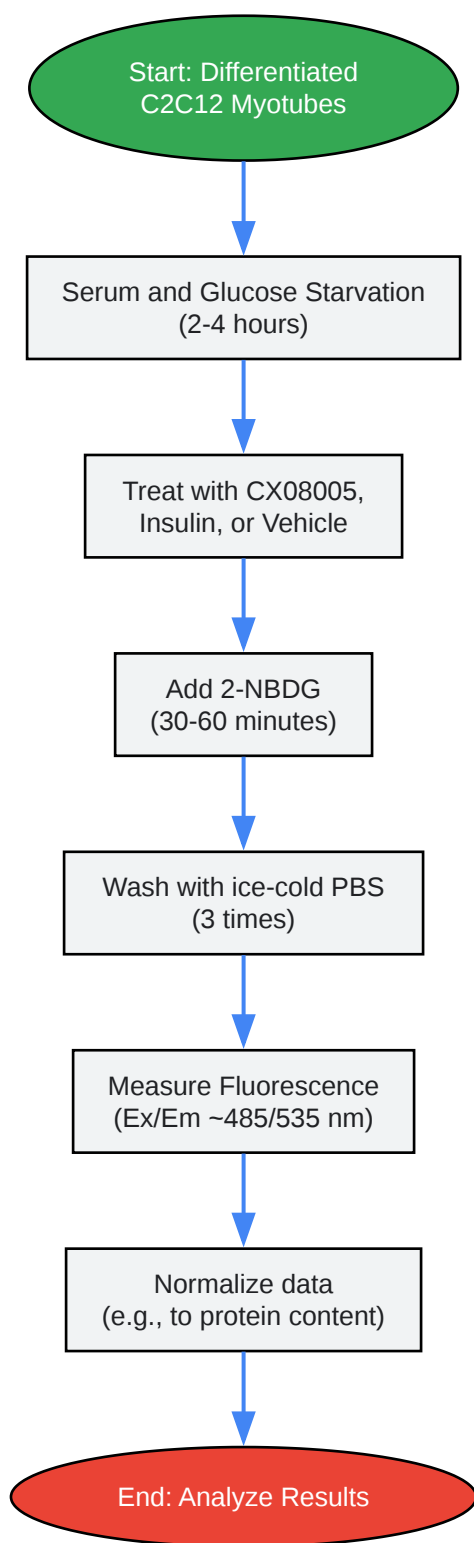 Start: Differentiated
C2C12 Myotubes
Serum and Glucose Starvation
(2-4 hours)
Treat with CX08005,
Insulin, or Vehicle
Add 2-NBDG
(30-60 minutes)
Wash with ice-cold PBS
(3 times)
Measure Fluorescence
(Ex/Em ~485/535 nm)
Normalize data
(e.g., to protein content)
End: Analyze Results